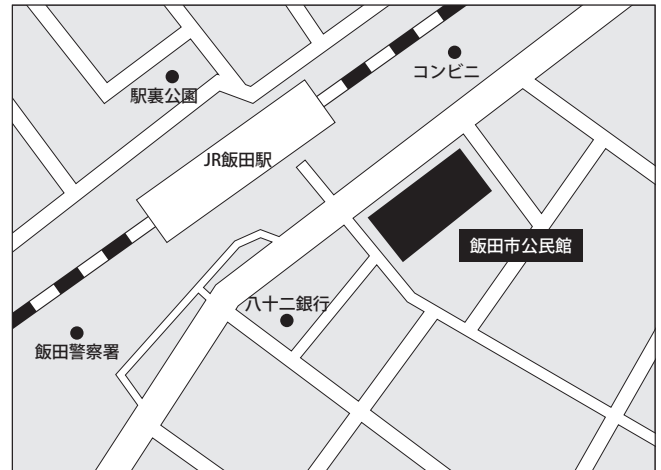 コンビニ
駅裏公園
JR飯田駅
飯田市公民館
八十二銀行
飯田警察署